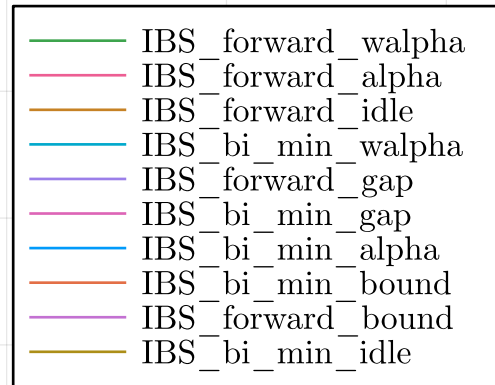 IBS_forward_walpha
IBS_forward_alpha
IBS_forward_idle
IBS_bi_min_walpha
IBS_forward_gap
IBS_bi_min_gap
IBS_bi_min_alpha
IBS_bi_min_bound
IBS_forward_bound
IBS_bi_min_idle